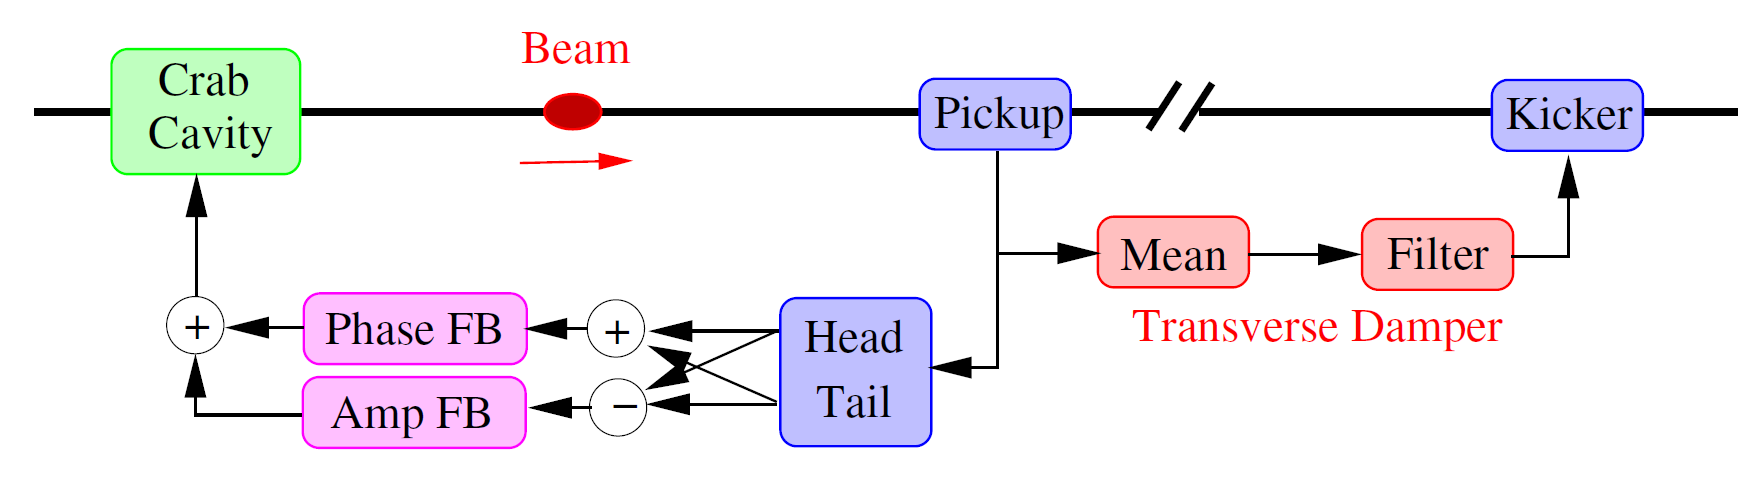 Beam
Crab
Cavity
Pickup
Kicker
Mean
Filter
Transverse Damper
Head
Tail
+
Phase FB
+
Amp FB
−